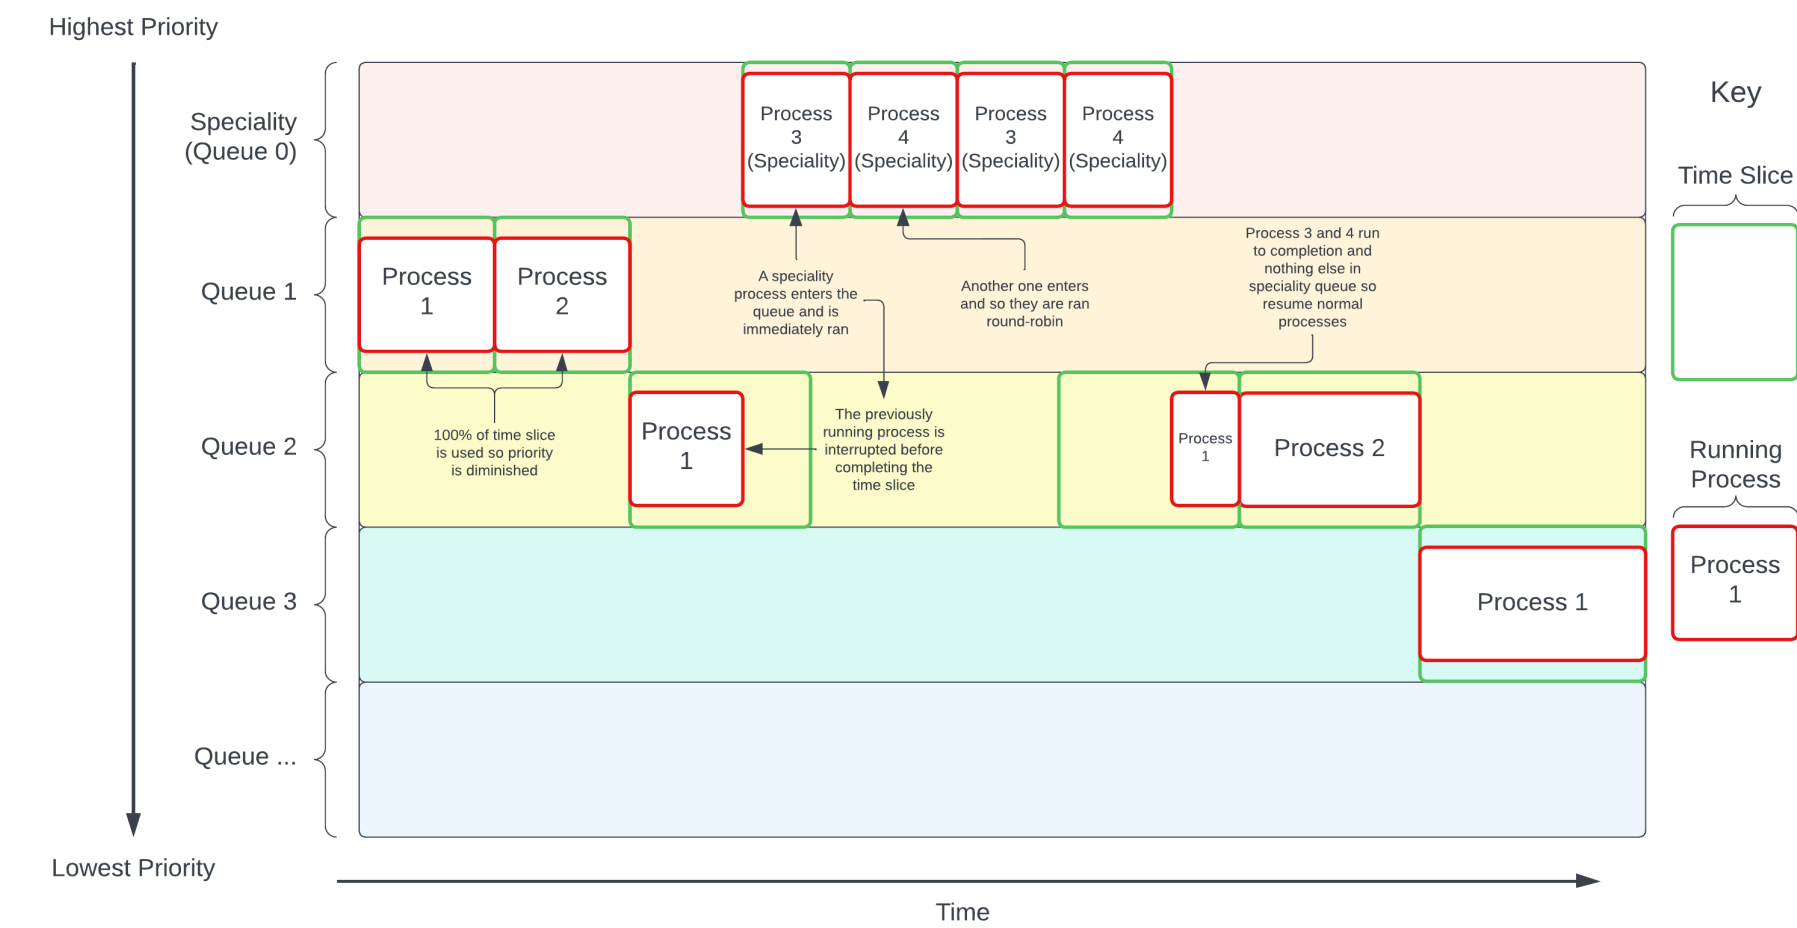 Highest Priority
Key
Speciality
(Queue 0)
Process
3
(Speciality)
Process
4
(Speciality)
Process
3
(Speciality)
Process
4
(Speciality)
Time Slice
Queue 1
Process
1
Process
2
A speciality
process enters the
queue and is
immediately ran
Another one enters
and so they are ran
round-robin
Process 3 and 4 run
to completion and
nothing else in
speciality queue so
resume normal
processes
Queue 2
100% of time slice
is used so priority
is diminished
Process
1
The previously
running process is
interrupted before
completing the
time slice
Process
1
Process 2
Running
Process
Process
1
Queue 3
Process 1
Queue ...
Lowest Priority
Time